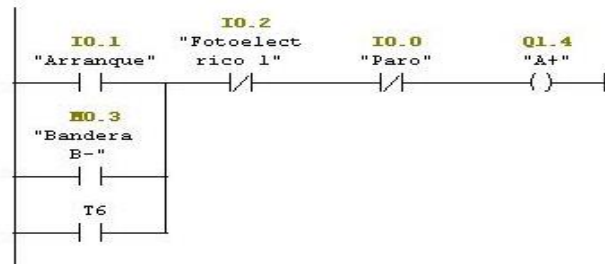 I0.1
"Arranque"
I0.2
"Fotoelect
rico 1"
I0.0
"Paro"
Q1.4
"A+"
M0.3
"Bandera
B-"
T6